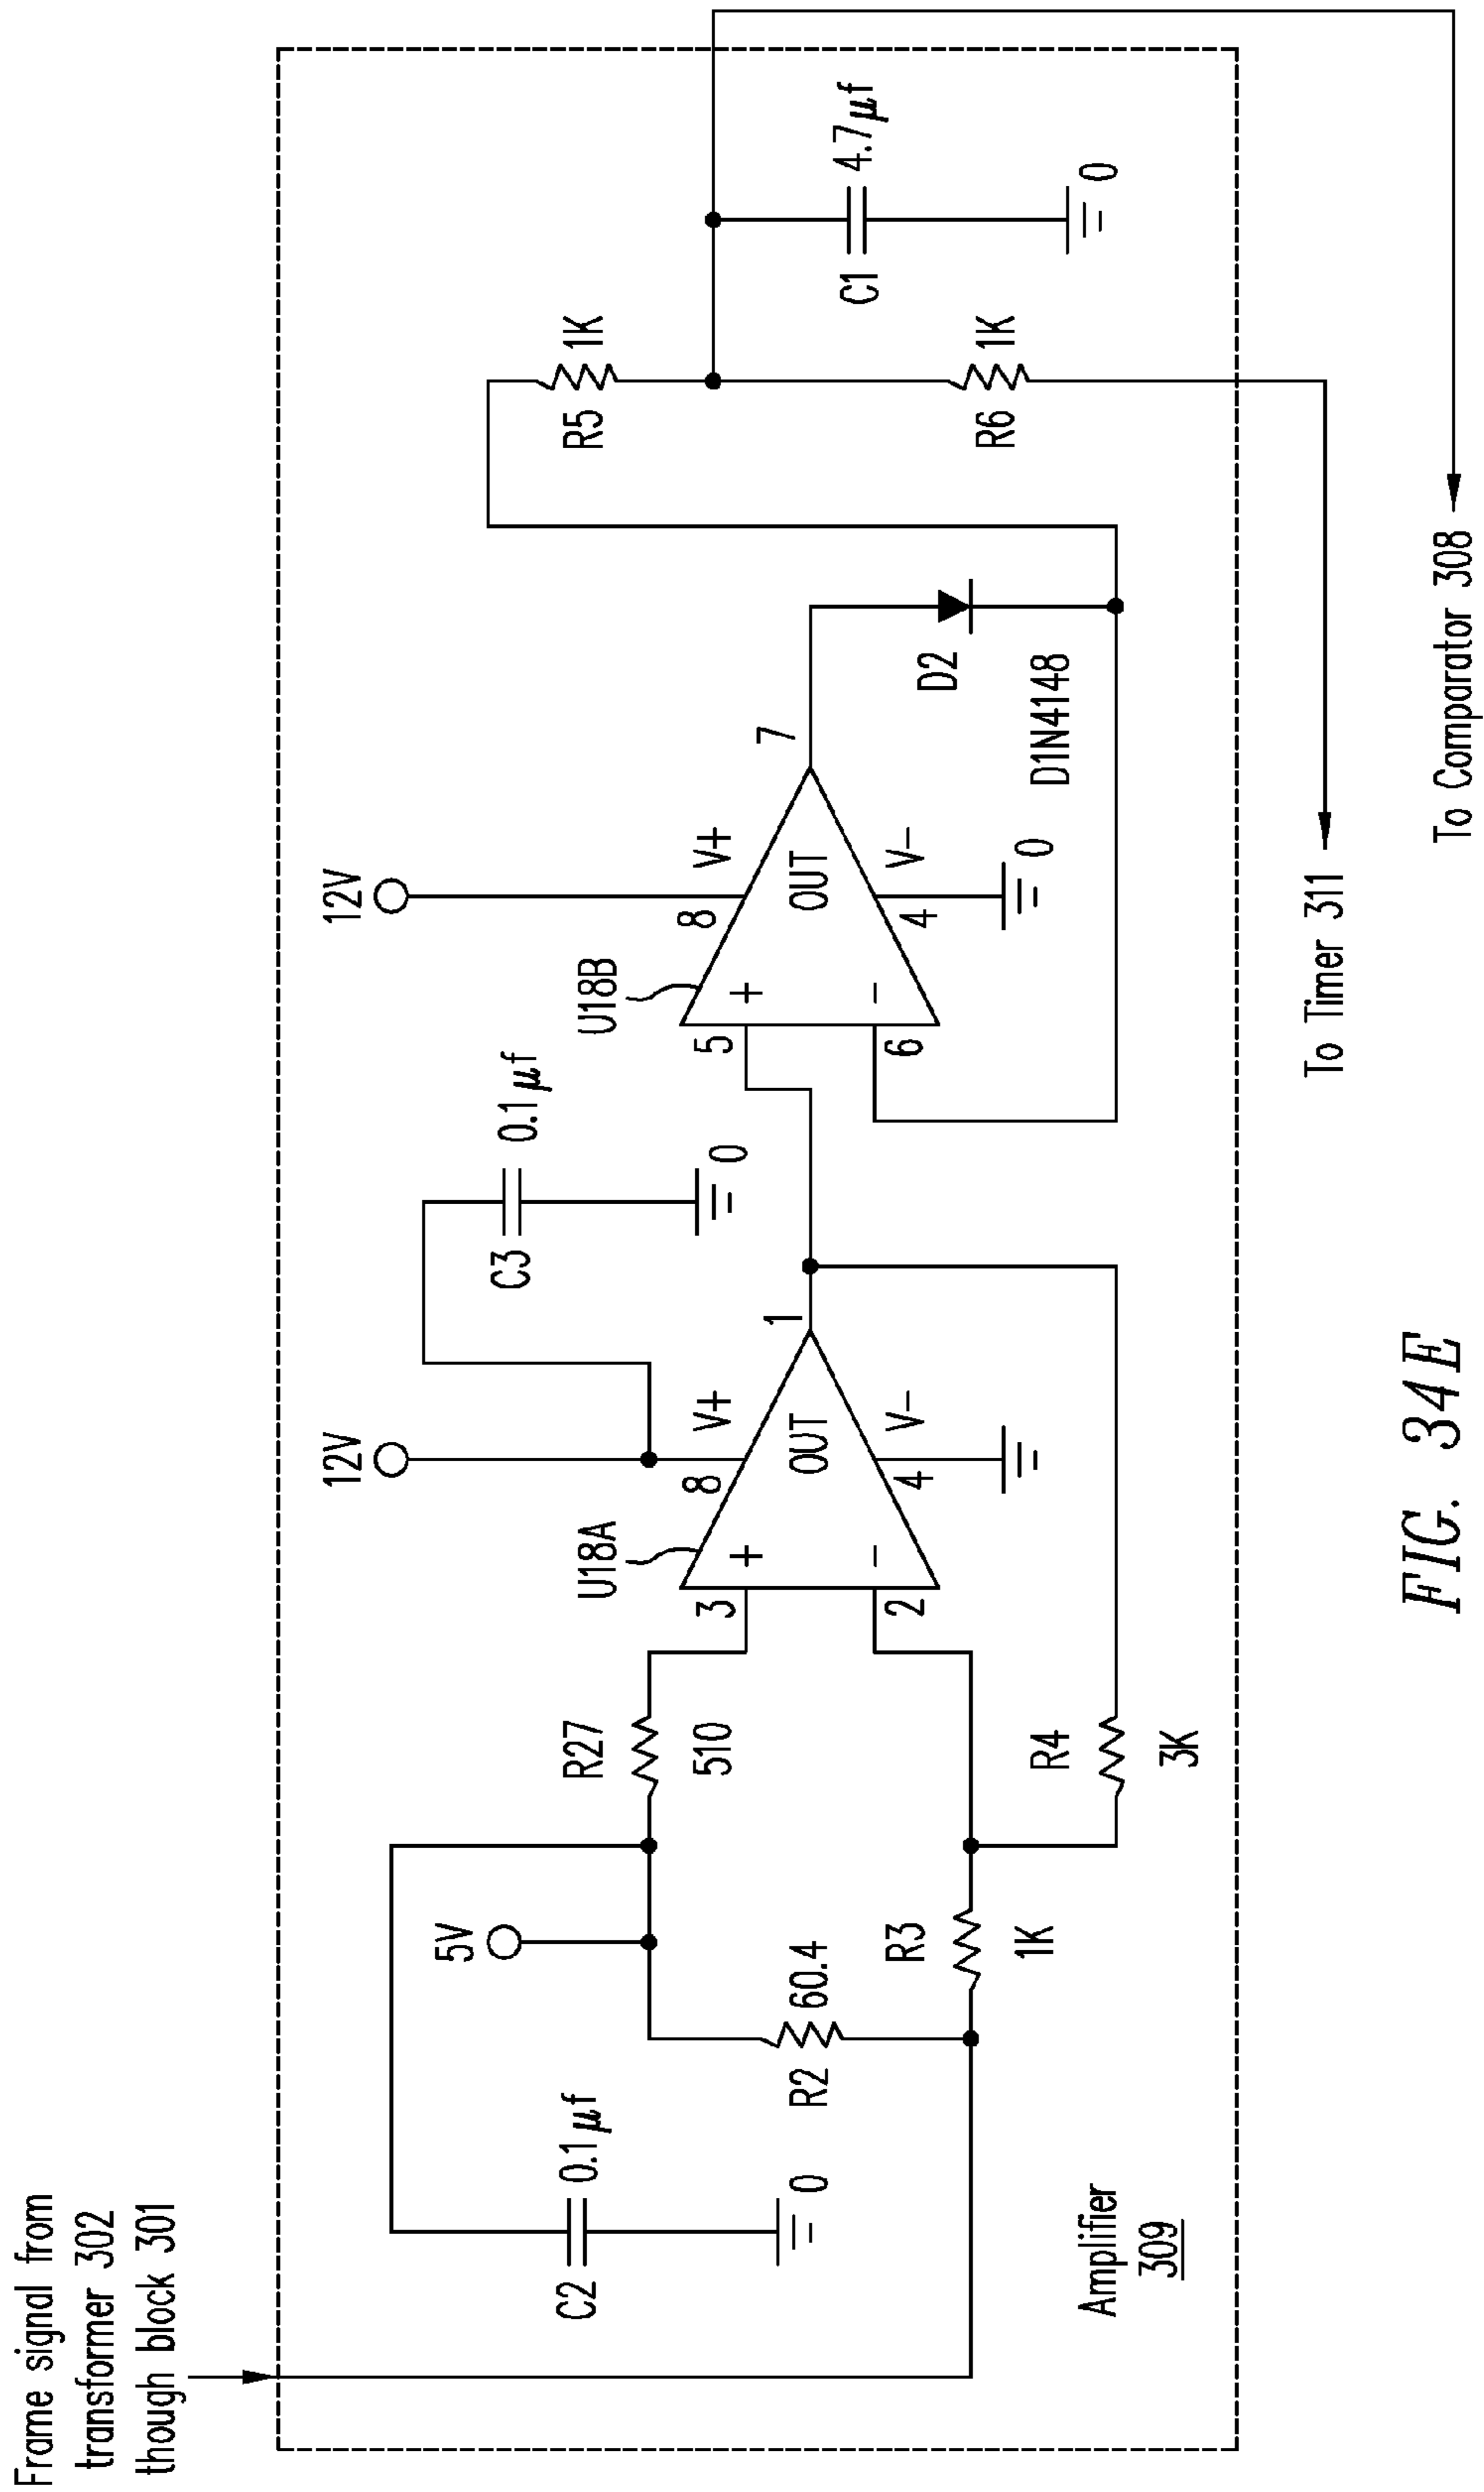 Frame signal from
transformer 302
though block 301
C2
0.1μf
0
R2
60.4
5V
R27
510
R3
1K
R4
3K
U18A
12V
3
+
2
−
8
V+
OUT
4
V−
1
C3
0.1μf
0
U18B
12V
5
+
6
−
8
V+
OUT
4
V−
0
7
D2
D1N4148
R5
1K
R6
1K
C1
4.7μf
0
Amplifier
309
To Timer 311
To Comparator 308
FIG. 34E